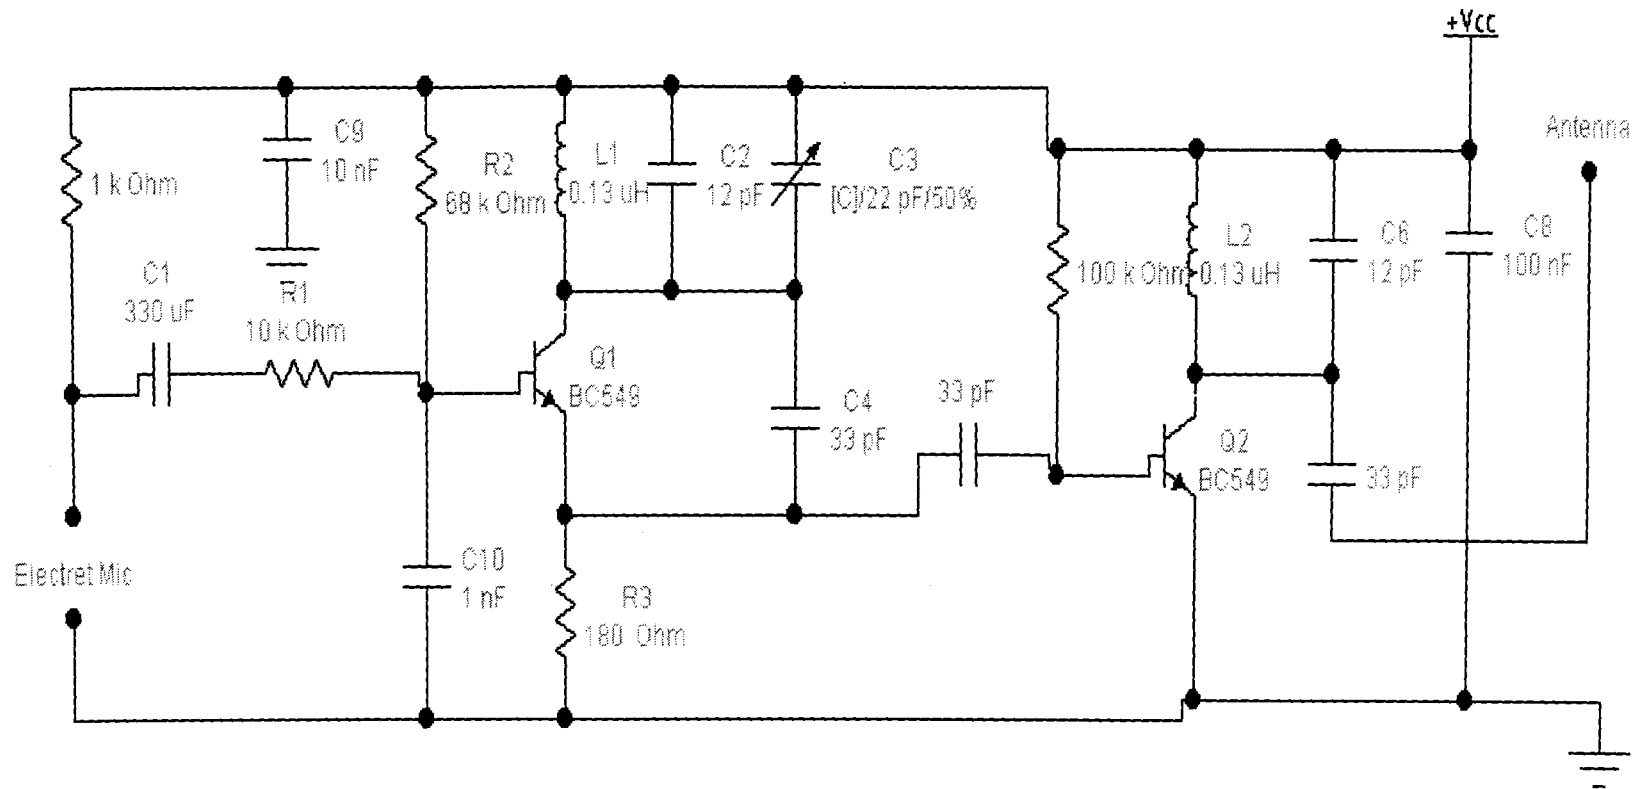 +Vcc
Antenna
C9
10 nF
1 k Ohm
R2
68 k Ohm
L1
0.13 uH
C2
12 pF
C3
[C]/22 pF/50%
C1
330 uF
R1
10 k Ohm
Q1
BC549
C4
33 pF
33 pF
100 k Ohm
L2
0.13 uH
C6
12 pF
C8
100 nF
Q2
BC549
33 pF
Electret Mic
C10
1 nF
R3
180 Ohm